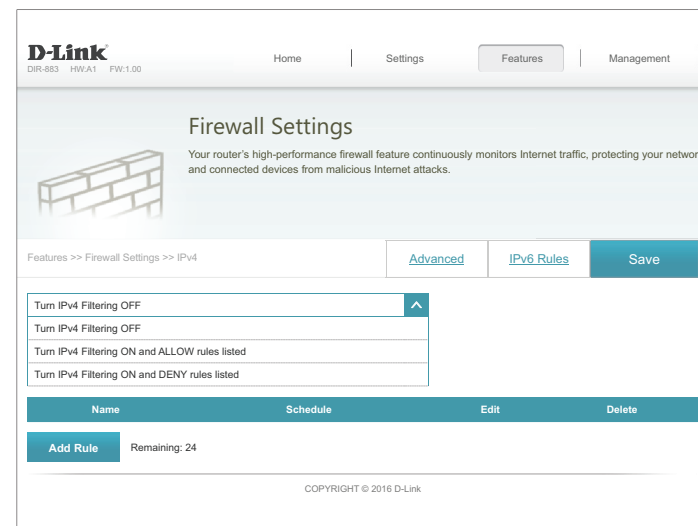 D-Link
DIR-883 HW:A1 FW:1.00
Home Settings Features Management
Firewall Settings
Your router's high-performance firewall feature continuously monitors Internet traffic, protecting your networ
and connected devices from malicious Internet attacks.
Features >> Firewall Settings >> IPv4
Advanced IPv6 Rules Save
Turn IPv4 Filtering OFF
Turn IPv4 Filtering OFF
Turn IPv4 Filtering ON and ALLOW rules listed
Turn IPv4 Filtering ON and DENY rules listed
Name Schedule Edit Delete
Add Rule Remaining: 24
COPYRIGHT © 2016 D-Link